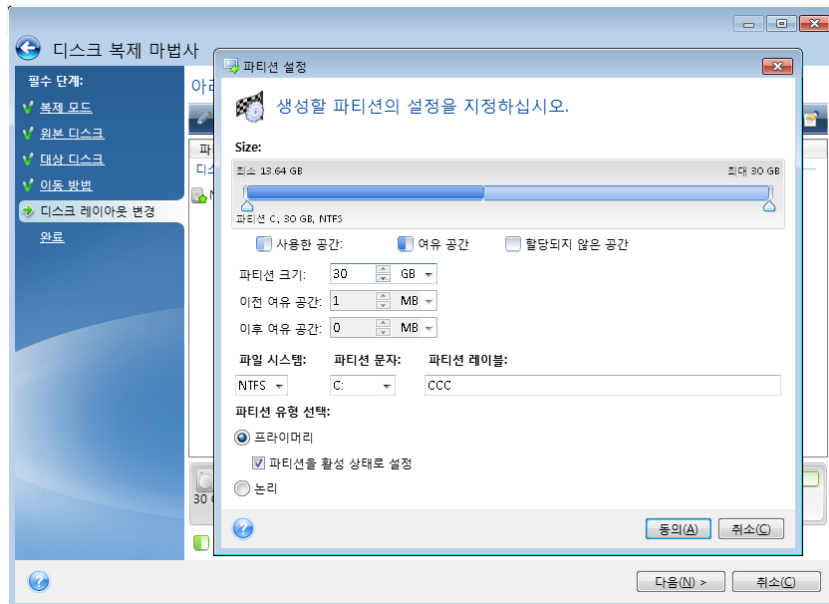 디스크 복제 마법사
필수 단계:
복제 모드
원본 디스크
대상 디스크
이동 방법
디스크 레이아웃 변경
완료
파티션 설정
생성할 파티션의 설정을 지정하십시오.
Size:
최소 13.64 GB 최대 30 GB
파티션 C; 30 GB, NTFS
사용한 공간: 여유 공간 할당되지 않은 공간
파티션 크기: 30 GB
이전 여유 공간: 1 MB
이후 여유 공간: 0 MB
파일 시스템: 파티션 문자: 파티션 레이블:
NTFS C: CCC
파티션 유형 선택:
프라이머리
파티션을 활성 상태로 설정
논리
동의(A) 취소(C)
30
다음(N) > 취소(C)